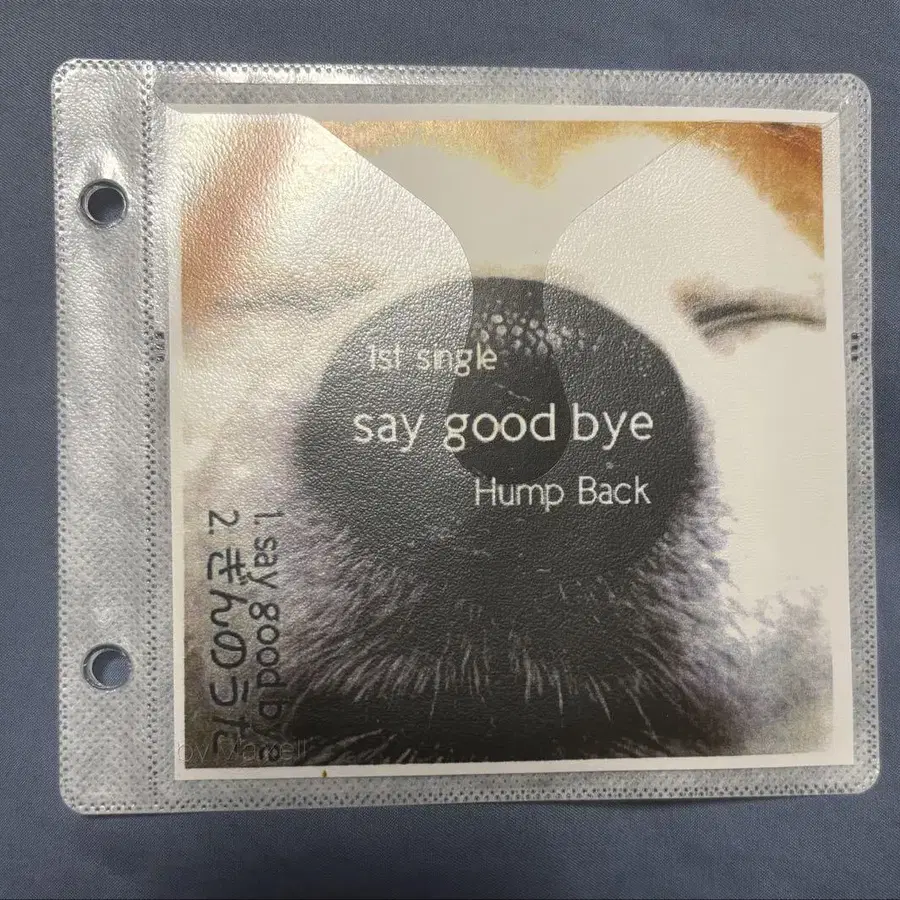 1st single
say good bye
Hump Back
1. say good bye
2. ぎんのうた